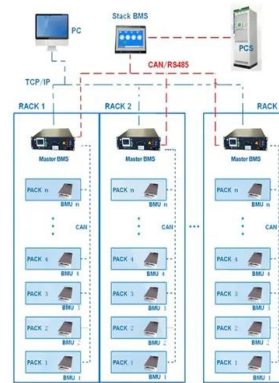 PC
Stack BMS
PCS
CAN/RS485
TCP/IP
RACK 1
RACK 2
RACK
Master BMS
Master BMS
Master BMS
PACK n
BMU n
PACK n
BMU n
PACK n
BMU n
CAN
CAN
CAN
PACK 4
BMU 4
PACK 4
BMU 4
PACK 4
BMU 4
PACK 3
BMU 3
PACK 3
BMU 3
PACK 3
BMU 3
PACK 2
BMU 2
PACK 2
BMU 2
PACK 2
BMU 2
PACK 1
BMU 1
PACK 1
BMU 1
PACK 1
BMU 1